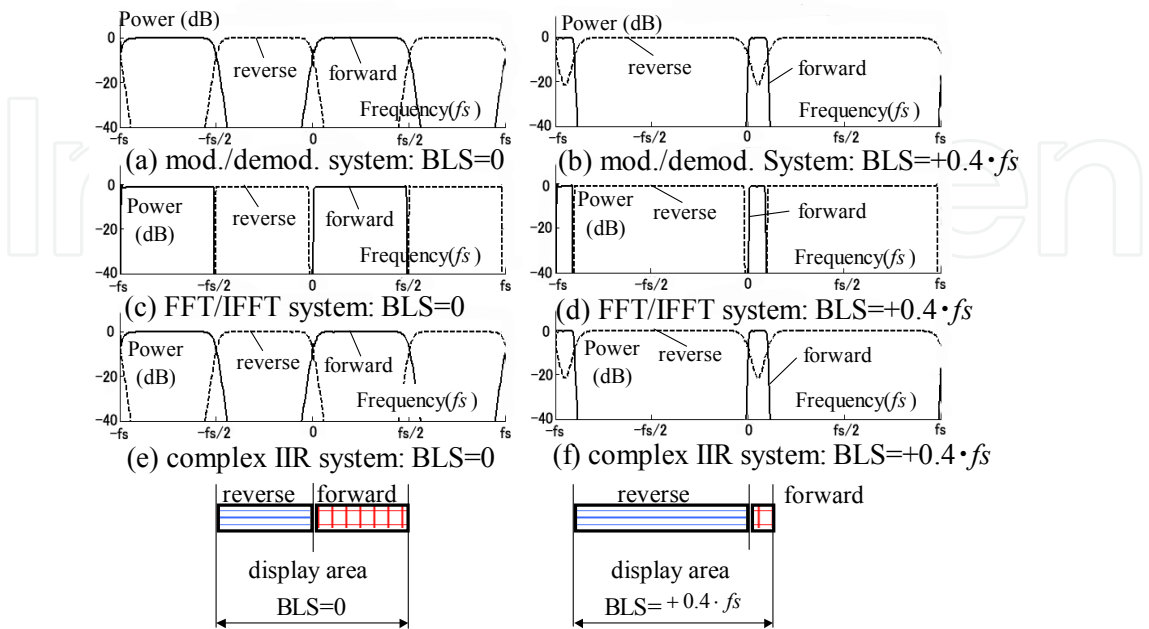 Power (dB)
0
-20
-40
reverse
forward
Frequency(fs)
-fs
-fs/2
0
fs/2
fs
(a) mod./demod. system: BLS=0
Power (dB)
0
-20
-40
reverse
forward
Frequency(fs)
-fs
-fs/2
0
fs/2
fs
(b) mod./demod. System: BLS=+0.4・fs
0
-20
-40
Power
(dB)
reverse
forward
Frequency(fs)
-fs
-fs/2
0
fs/2
fs
(c) FFT/IFFT system: BLS=0
0
-20
-40
Power
(dB)
reverse
forward
Frequency(fs)
-fs
-fs/2
0
fs/2
fs
(d) FFT/IFFT system: BLS=+0.4・fs
0
-20
-40
Power
(dB)
reverse
forward
Frequency(fs)
-fs
-fs/2
0
fs/2
fs
(e) complex IIR system: BLS=0
0
-20
-40
Power
(dB)
reverse
forward
Frequency(fs)
-fs
-fs/2
0
fs/2
fs
(f) complex IIR system: BLS=+0.4・fs
reverse
forward
display area
BLS=0
reverse
forward
display area
BLS=+0.4· fs